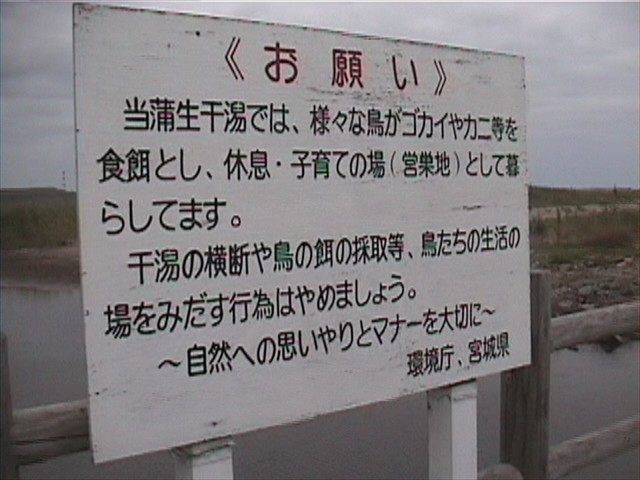 《お願い》
当蒲生干潟では、様々な鳥がゴカイやカニ等を
食餌とし、休息・子育ての場(営巣地)として暮
らしてます。
干潟の横断や鳥の餌の採取等、鳥たちの生活の
場をみだす行為はやめましょう。
～自然への思いやりとマナーを大切に～
環境庁、宮城県